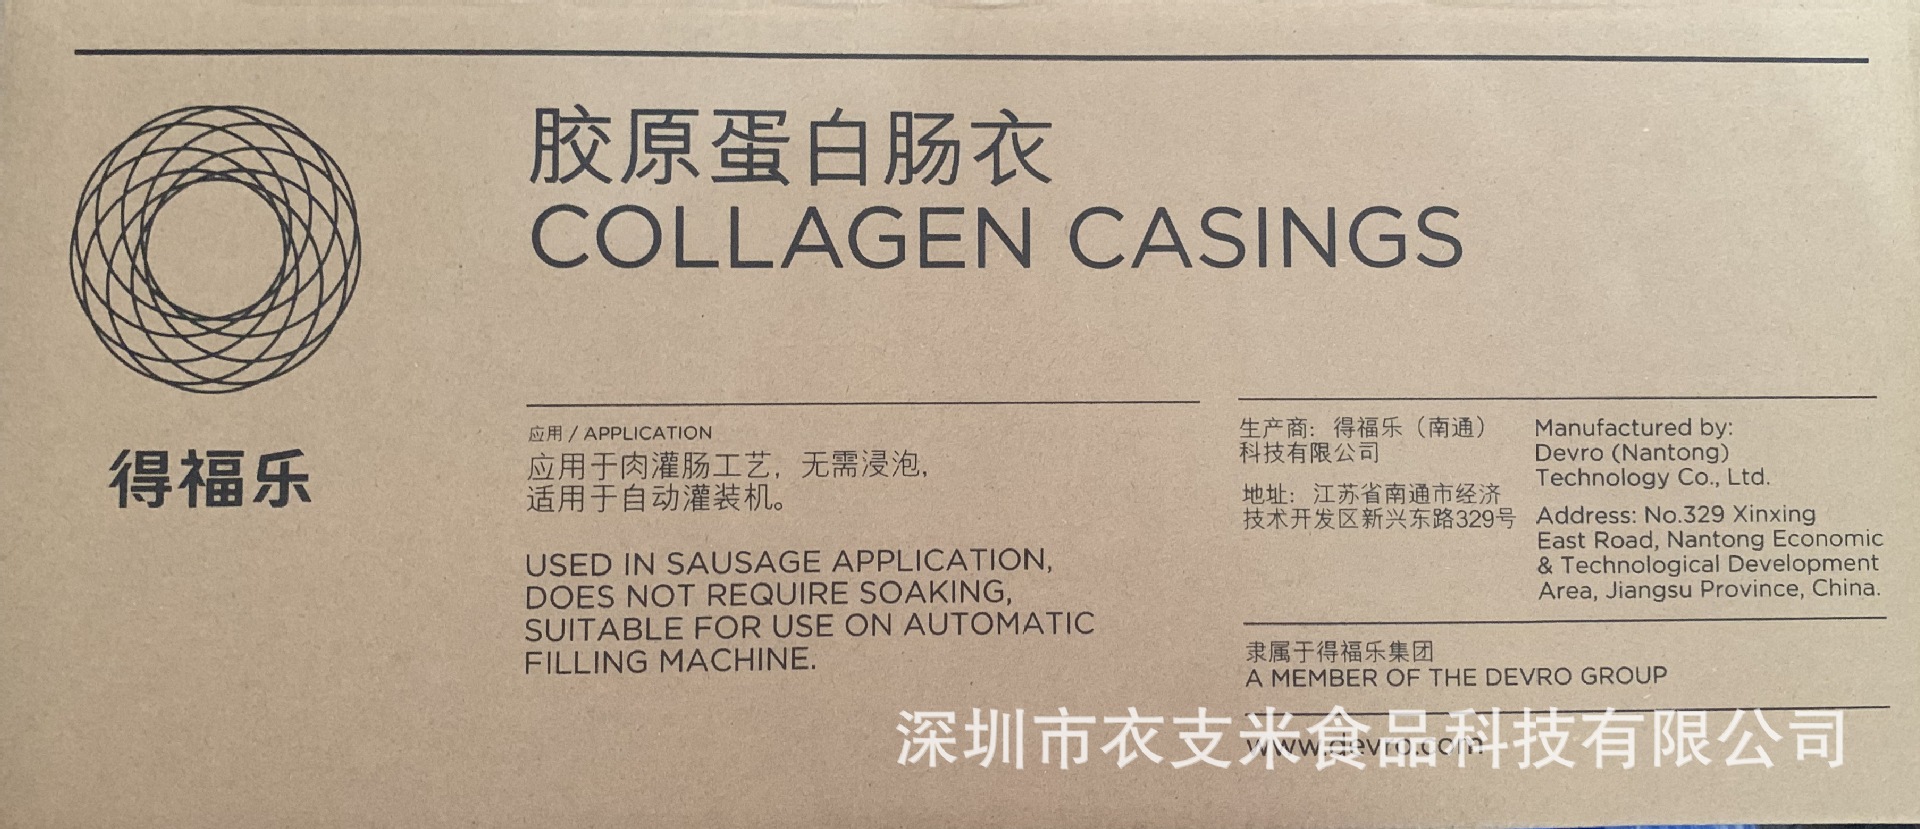 得福乐
胶原蛋白肠衣
COLLAGEN CASINGS
应用 / APPLICATION
应用于肉灌肠工艺，无需浸泡，
适用于自动灌装机。
USED IN SAUSAGE APPLICATION,
DOES NOT REQUIRE SOAKING,
SUITABLE FOR USE ON AUTOMATIC
FILLING MACHINE.
生产商：得福乐（南通）
科技有限公司
地址：江苏省南通市经济
技术开发区新兴东路329号
Manufactured by:
Devro (Nantong)
Technology Co., Ltd.
Address: No.329 Xinxing
East Road, Nantong Economic
& Technological Development
Area, Jiangsu Province, China.
隶属于得福乐集团
A MEMBER OF THE DEVRO GROUP
www.devro.com
深圳市衣支米食品科技有限公司